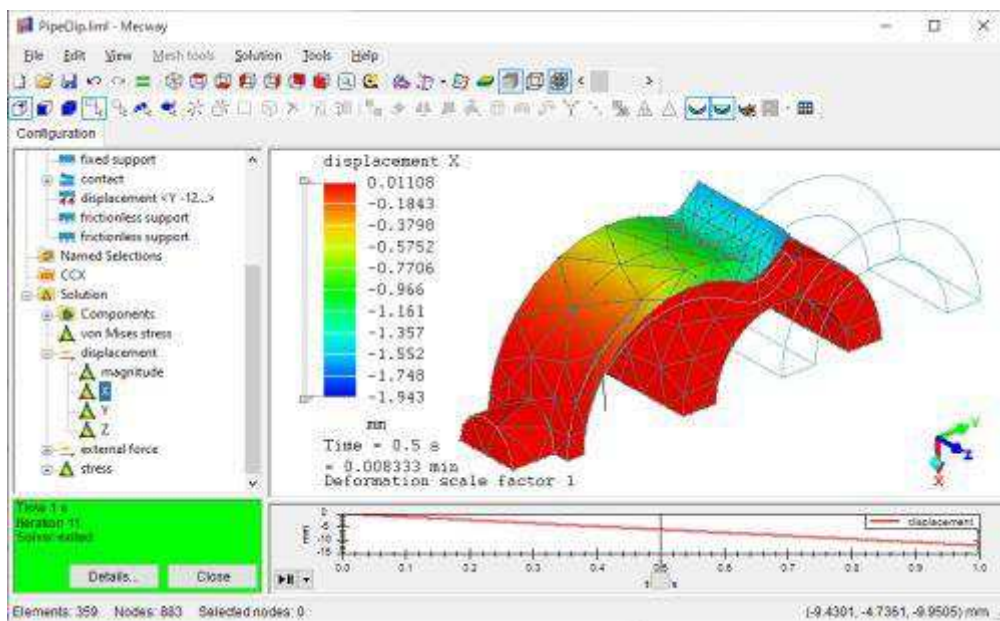 PipeClip.liml - Mecway
File Edit View Mesh tools Solution Tools Help
Configuration
fixed support
contact
displacement <Y -12...>
frictionless support
frictionless support
Named Selections
CCX
Solution
Components
von Mises stress
displacement
magnitude
X
Y
Z
external force
stress
displacement X
0.01108
-0.1843
-0.3798
-0.5752
-0.7706
-0.966
-1.161
-1.357
-1.552
-1.748
-1.943
mm
Time = 0.5 s
= 0.008333 min
Deformation scale factor 1
Y
Z
X
Time 1 s
Iteration 11
Solver exited
Details... Close
mm
0
-5
-10
-15
displacement
0.0 0.1 0.2 0.3 0.4 0.5 0.6 0.7 0.8 0.9 1.0
s
Elements: 359 Nodes: 883 Selected nodes: 0 (-9.4301, -4.7361, -9.9505) mm